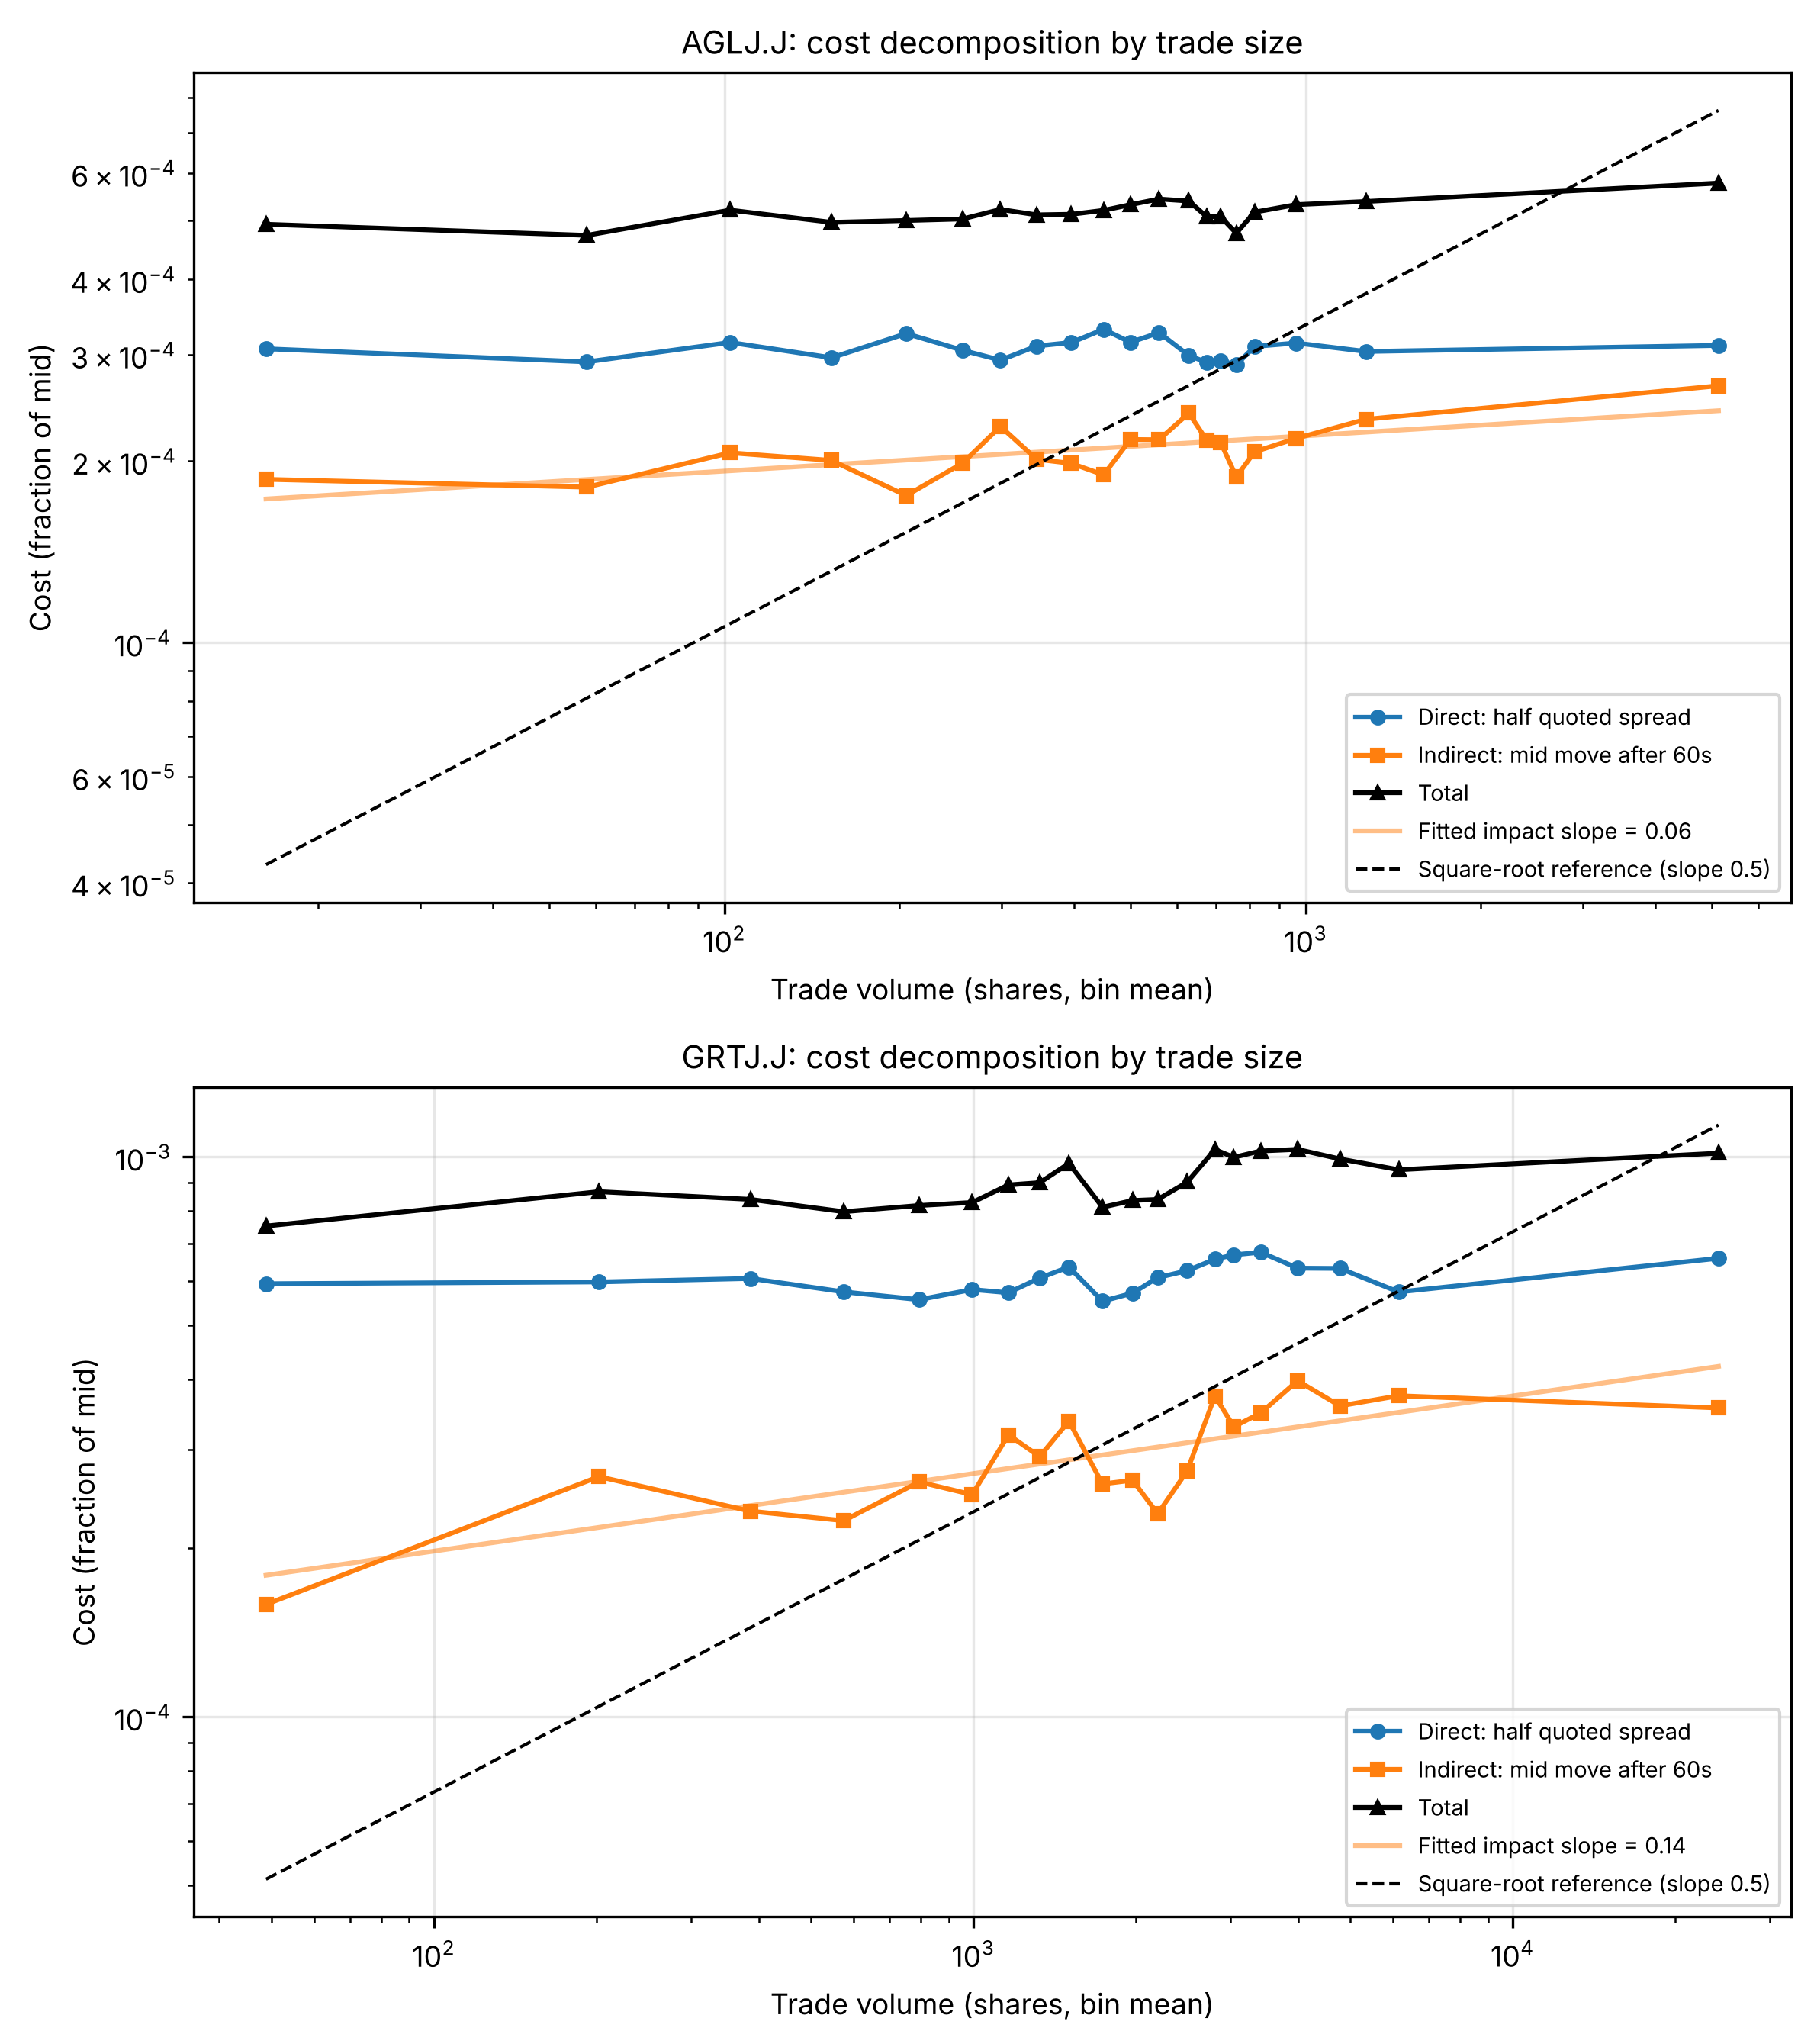 AGLJ.J: cost decomposition by trade size
6 × 10⁻⁴
4 × 10⁻⁴
3 × 10⁻⁴
2 × 10⁻⁴
10⁻⁴
6 × 10⁻⁵
4 × 10⁻⁵
Cost (fraction of mid)
Direct: half quoted spread
Indirect: mid move after 60s
Total
Fitted impact slope = 0.06
Square-root reference (slope 0.5)
10² 10³
Trade volume (shares, bin mean)
GRTJ.J: cost decomposition by trade size
10⁻³
10⁻⁴
Cost (fraction of mid)
Direct: half quoted spread
Indirect: mid move after 60s
Total
Fitted impact slope = 0.14
Square-root reference (slope 0.5)
10² 10³ 10⁴
Trade volume (shares, bin mean)